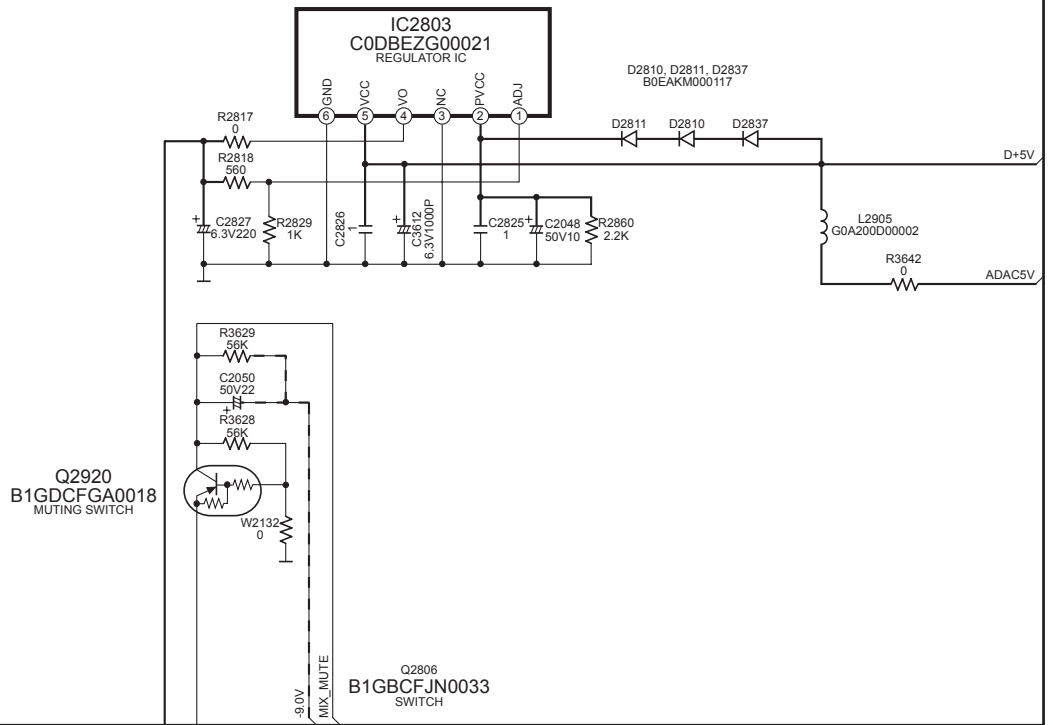 IC2803
C0DBEZG00021
REGULATOR IC
GND
VCC
VO
NC
PVCC
ADJ
6
5
4
3
2
1
D2810, D2811, D2837
B0EAKM000117
R2817
0
D2811
D2810
D2837
R2818
560
D+5V
C2827
6.3V220
R2829
1K
C2826
1
C3612
6.3V1000P
C2825
1
C2048
50V10
R2860
2.2K
L2905
G0A200D00002
R3642
0
ADAC5V
R3629
56K
C2050
50V22
R3628
56K
Q2920
B1GDCFGA0018
MUTING SWITCH
W2132
0
-9.0V
MIX_MUTE
Q2806
B1GBCFJN0033
SWITCH